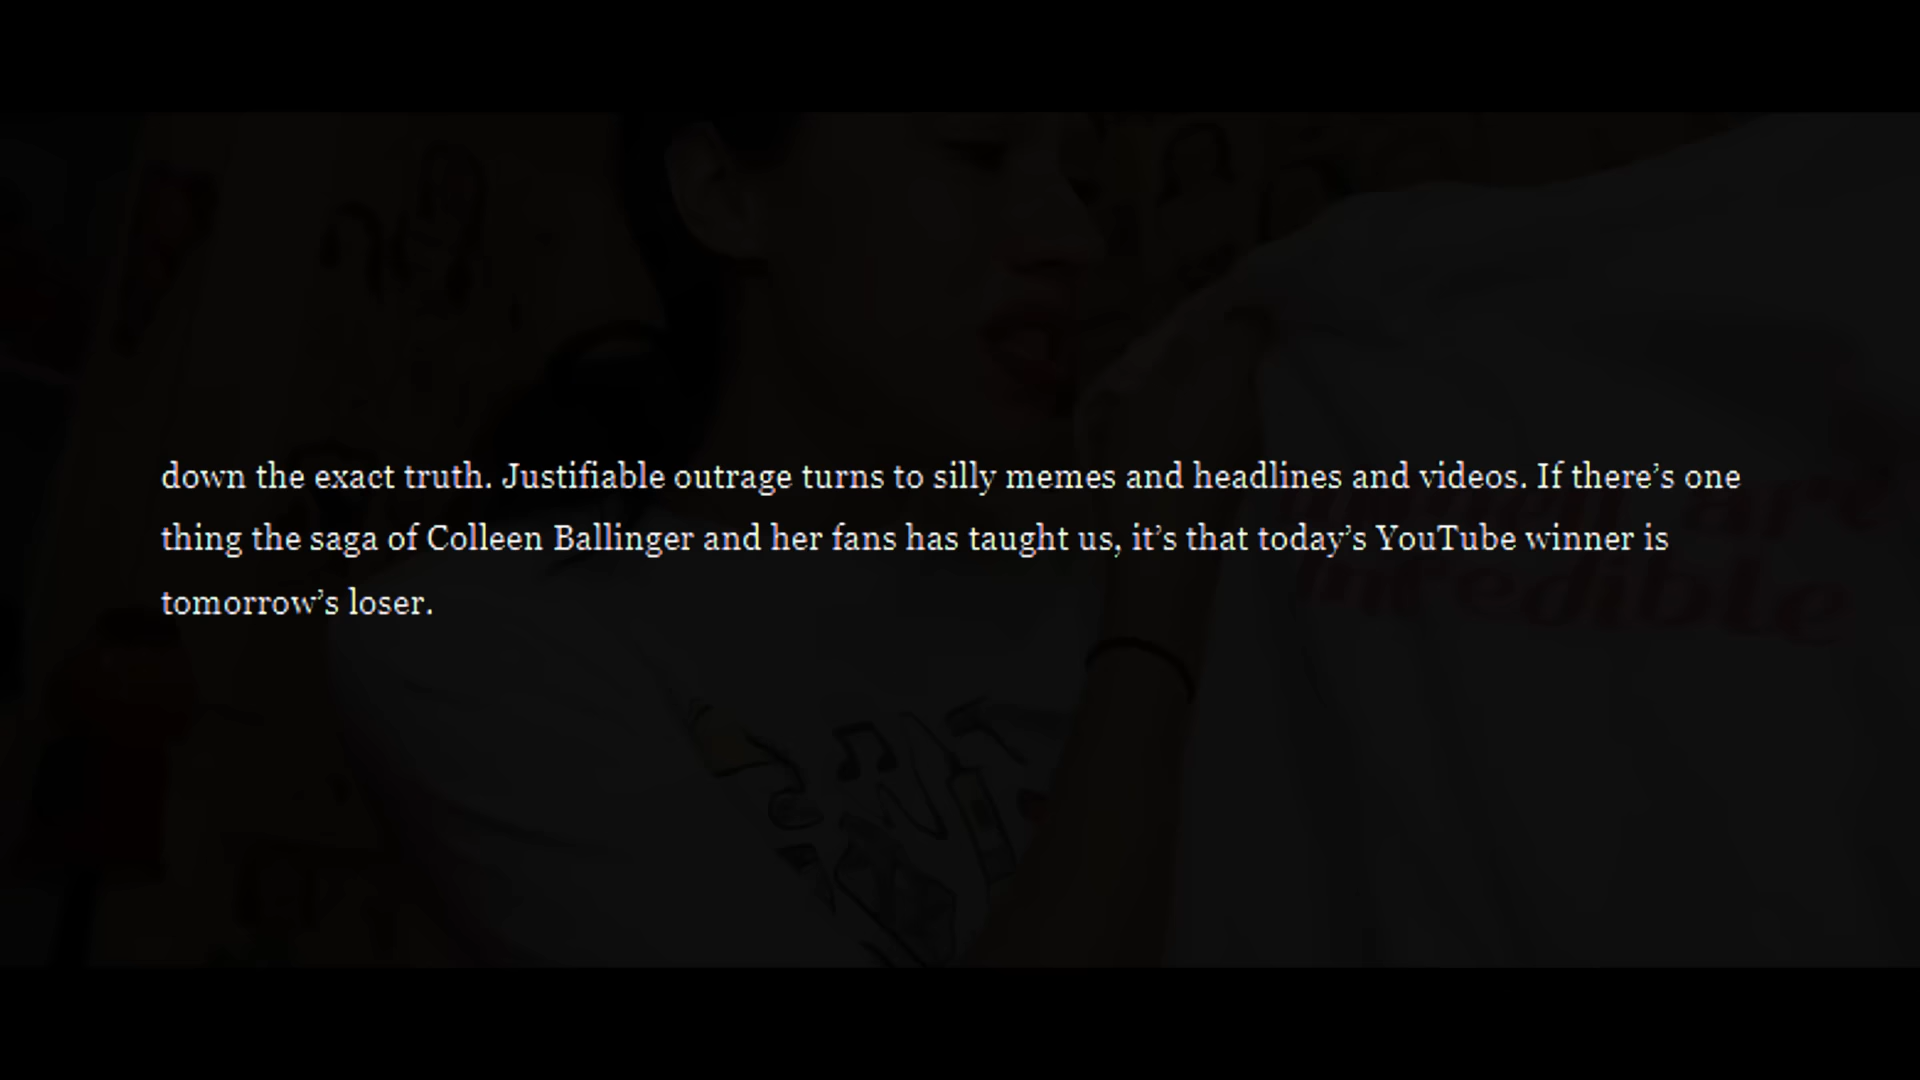 down the exact truth. Justifiable outrage turns to silly memes and headlines and videos. If there’s one
thing the saga of Colleen Ballinger and her fans has taught us, it’s that today’s YouTube winner is
tomorrow’s loser.